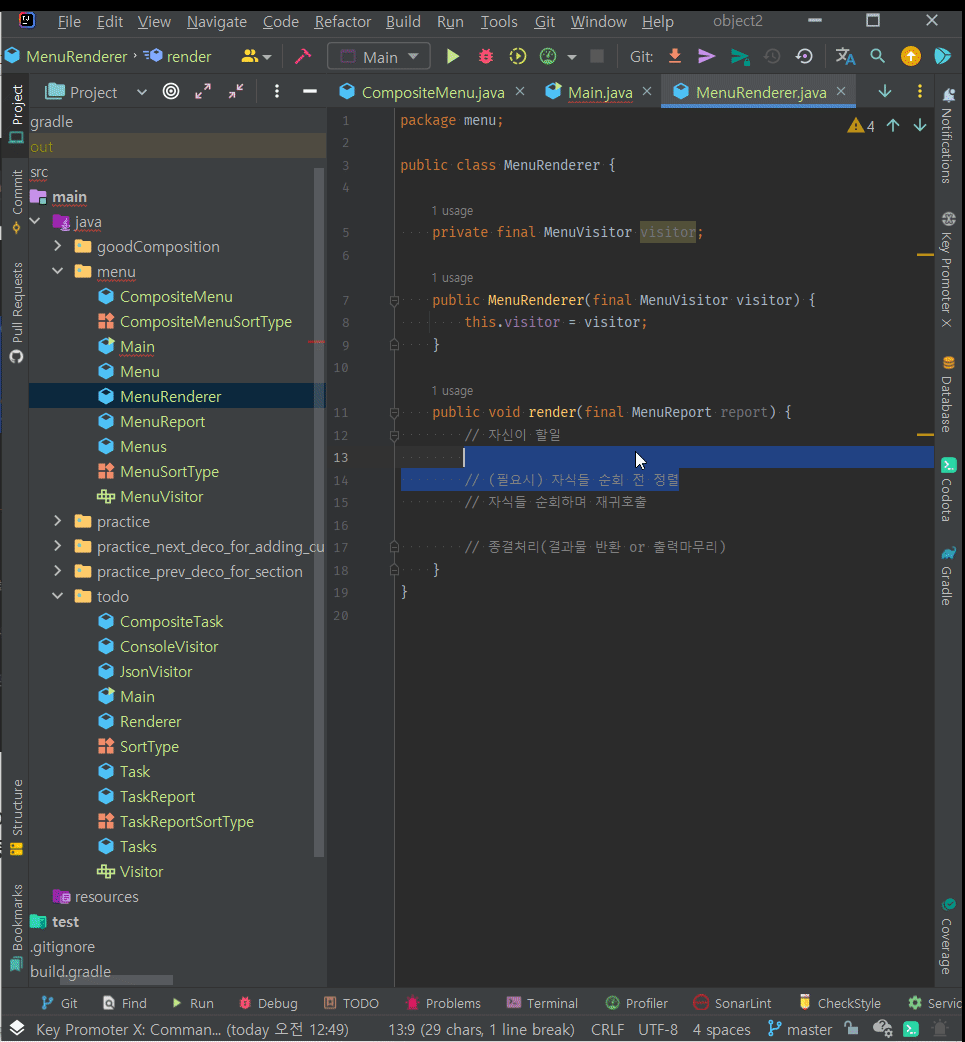 File Edit View Navigate Code Refactor Build Run Tools Git Window Help object2
MenuRenderer render Main Git:
Project
CompositeMenu.java
Main.java
MenuRenderer.java
Project
Commit
Pull Requests
Structure
Bookmarks
gradle
out
src
main
java
goodComposition
menu
CompositeMenu
CompositeMenuSortType
Main
Menu
MenuRenderer
MenuReport
Menus
MenuSortType
MenuVisitor
practice
practice_next_deco_for_adding_cu
practice_prev_deco_for_section
todo
CompositeTask
ConsoleVisitor
JsonVisitor
Main
Renderer
SortType
Task
TaskReport
TaskReportSortType
Tasks
Visitor
resources
test
.gitignore
build.gradle
4
1 package menu;
2
3 public class MenuRenderer {
4
1 usage
5 private final MenuVisitor visitor;
6
1 usage
7 public MenuRenderer(final MenuVisitor visitor) {
8 this.visitor = visitor;
9 }
10
1 usage
11 public void render(final MenuReport report) {
12 // 자신이 할일
13
14 // (필요시) 자식들 순회 전 정렬
15 // 자식들 순회하며 재귀호출
16
17 // 종결처리(결과물 반환 or 출력마무리)
18 }
19 }
20
Notifications
Key Promoter X
Database
Codota
Gradle
Coverage
Git Find Run Debug TODO Problems Terminal Profiler SonarLint CheckStyle Servic
Key Promoter X: Comman... (today 오전 12:49) 13:9 (29 chars, 1 line break) CRLF UTF-8 4 spaces master